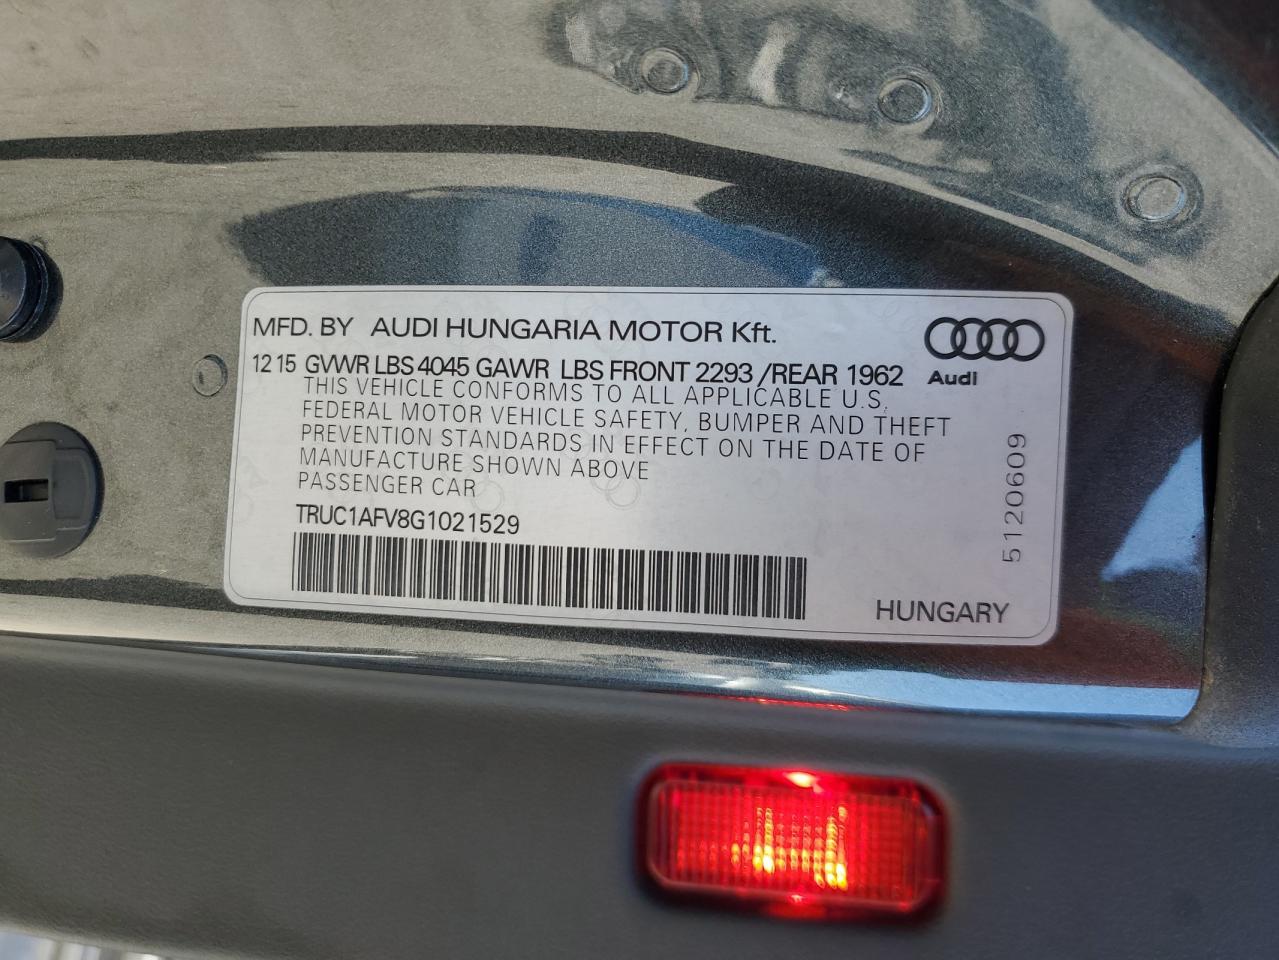 MFD. BY AUDI HUNGARIA MOTOR Kft.
12 15 GVWR LBS 4045 GAWR LBS FRONT 2293 /REAR 1962
Audi
THIS VEHICLE CONFORMS TO ALL APPLICABLE U.S.
FEDERAL MOTOR VEHICLE SAFETY, BUMPER AND THEFT
PREVENTION STANDARDS IN EFFECT ON THE DATE OF
MANUFACTURE SHOWN ABOVE
PASSENGER CAR
TRUC1AFV8G1021529
5120609
HUNGARY